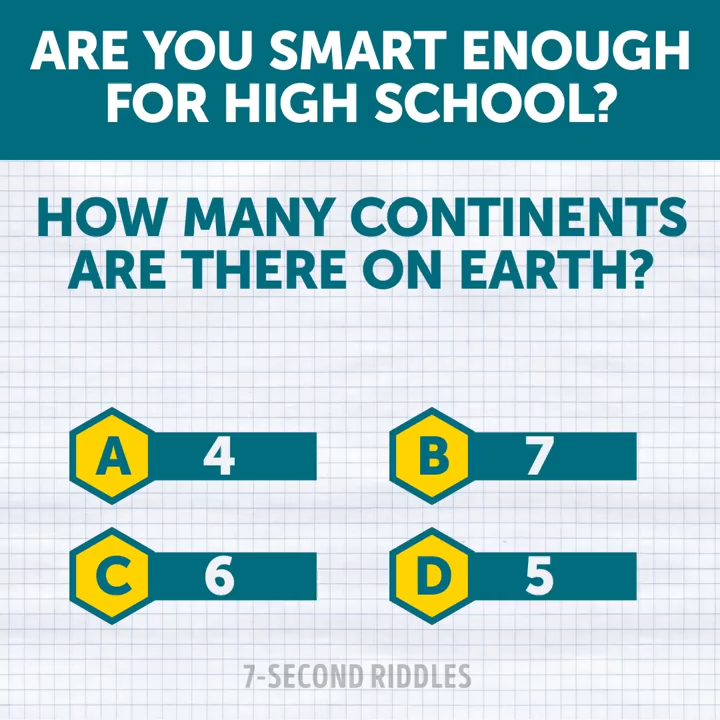 ARE YOU SMART ENOUGH
FOR HIGH SCHOOL?
HOW MANY CONTINENTS
ARE THERE ON EARTH?
A 4
B 7
C 6
D 5
7-SECOND RIDDLES